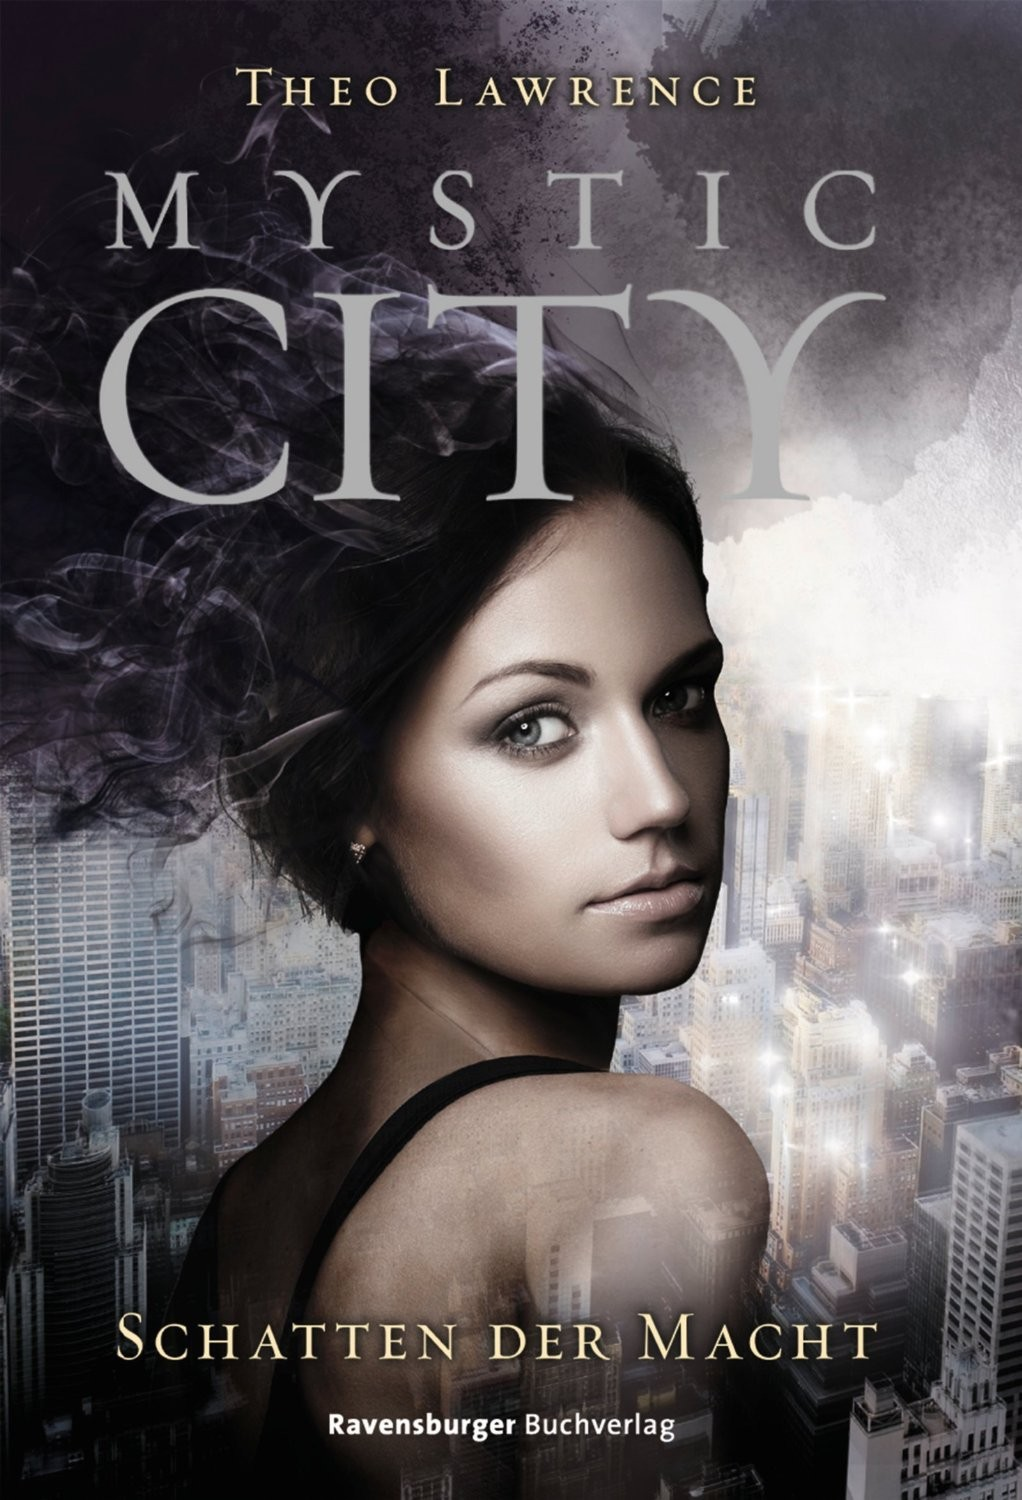 Theo Lawrence
MYSTIC
CITY
Schatten der Macht
Ravensburger Buchverlag